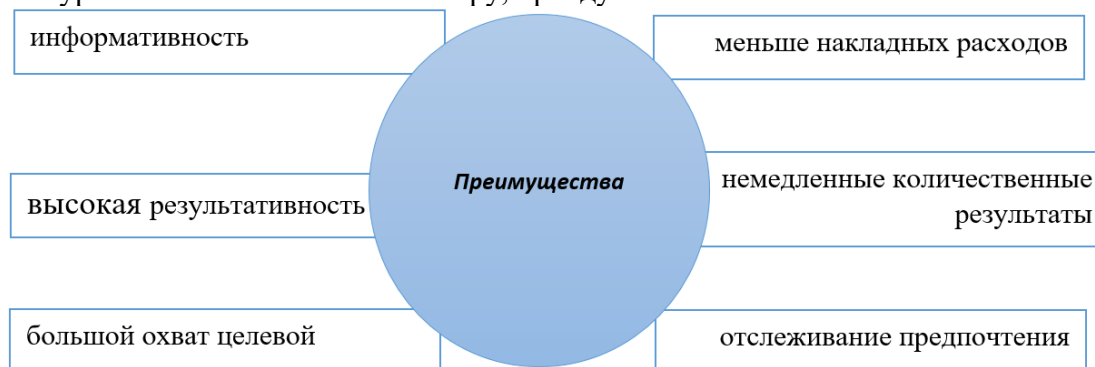 информативность
меньше накладных расходов
Преимущества
высокая результативность
немедленные количественные
результаты
большой охват целевой
отслеживание предпочтения